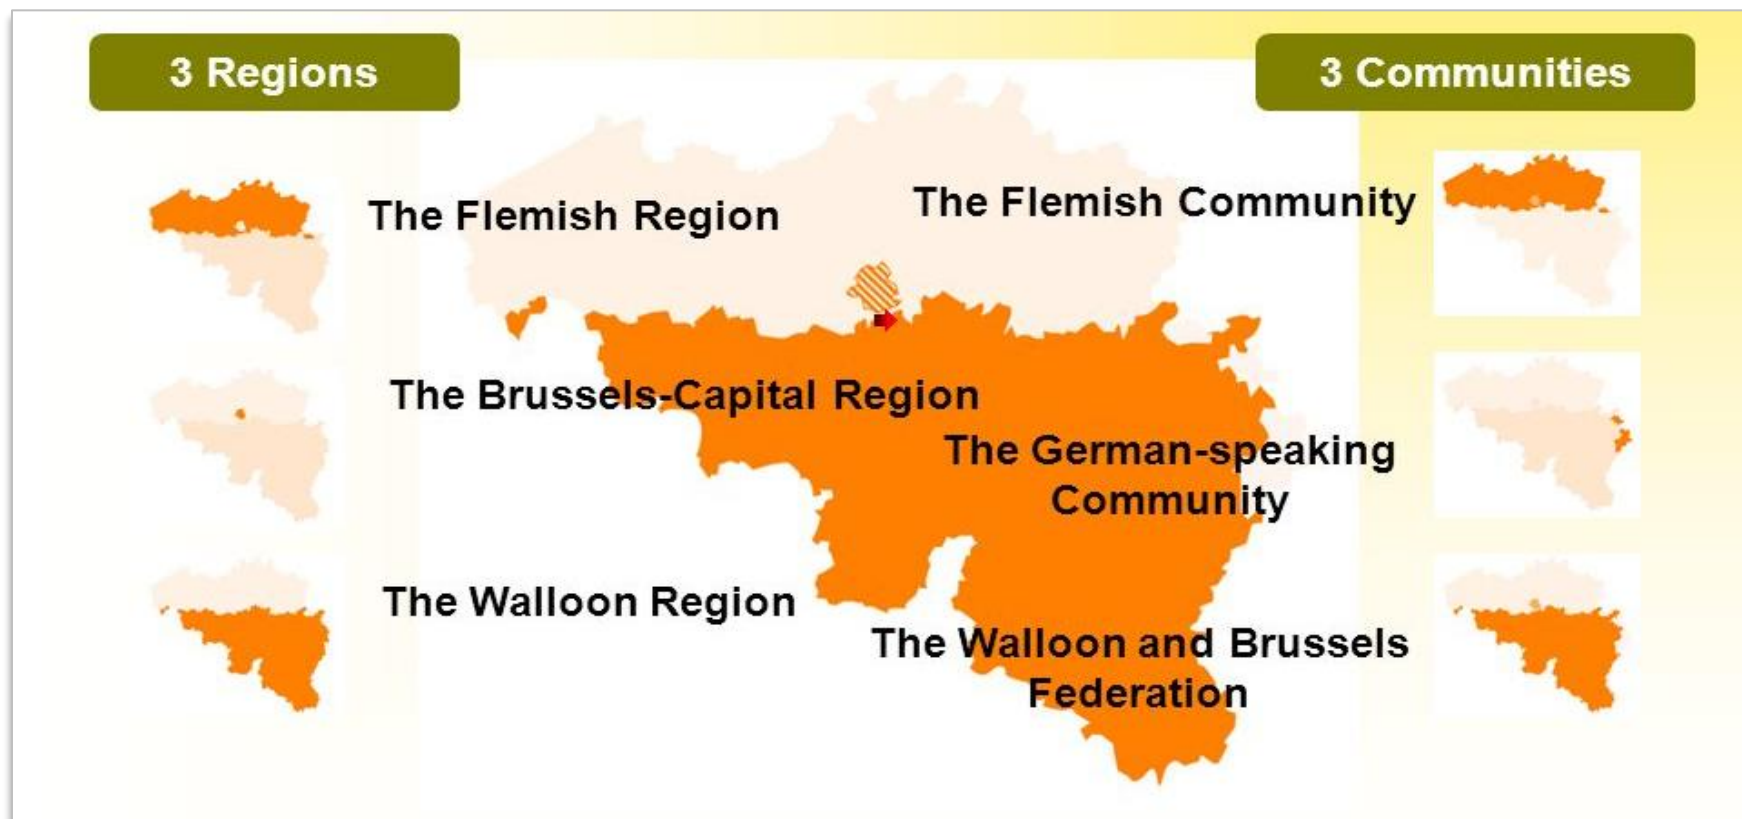 3 Regions
3 Communities
The Flemish Region
The Flemish Community
The Brussels-Capital Region
The German-speaking
Community
The Walloon Region
The Walloon and Brussels
Federation